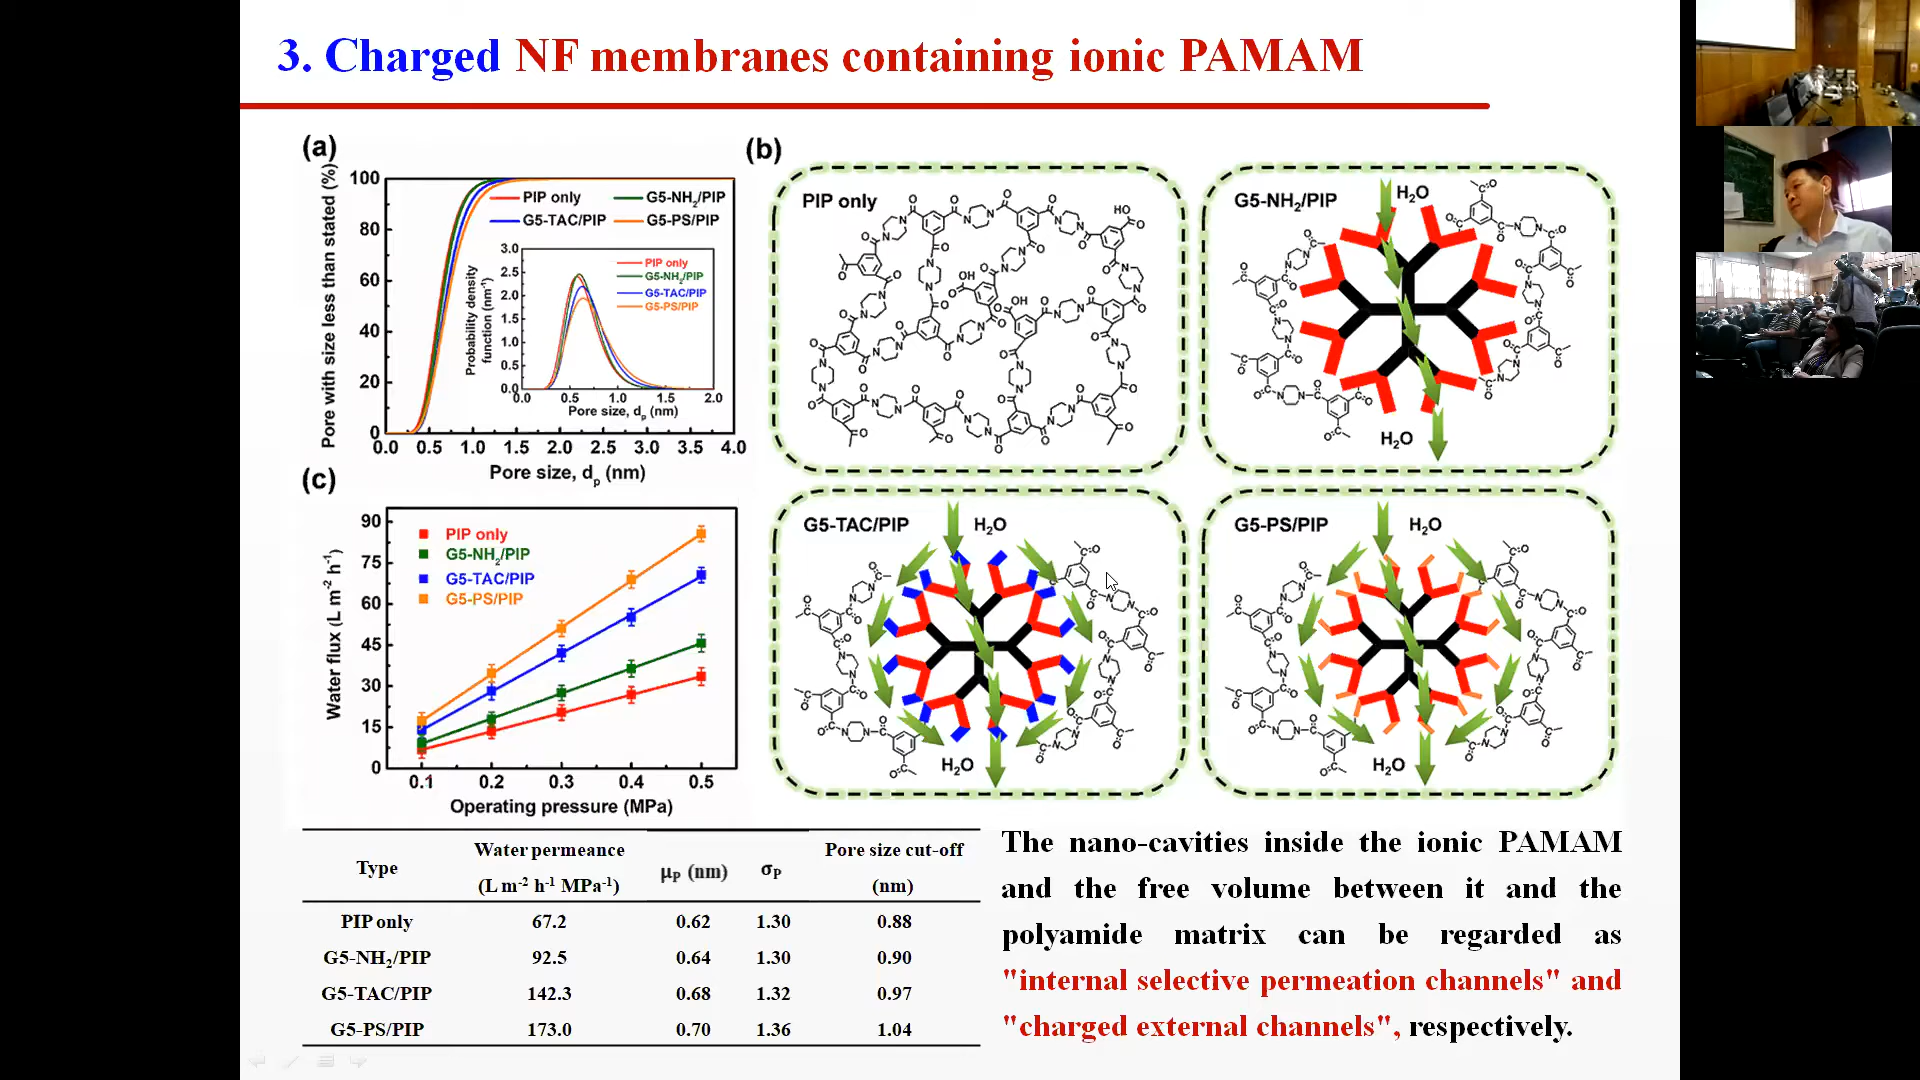 3. Charged NF membranes containing ionic PAMAM
(a)
Pore with size less than stated (%)
100
80
60
40
20
0
0.0 0.5 1.0 1.5 2.0 2.5 3.0 3.5 4.0
Pore size, dp (nm)
PIP only
G5-NH2/PIP
G5-TAC/PIP
G5-PS/PIP
Probability density
function (nm-1)
3.0
2.5
2.0
1.5
1.0
0.5
0.0
0.0 0.5 1.0 1.5 2.0
Pore size, dp (nm)
PIP only
G5-NH2/PIP
G5-TAC/PIP
G5-PS/PIP
(b)
PIP only
G5-NH2/PIP
H2O
H2O
G5-TAC/PIP
H2O
H2O
G5-PS/PIP
H2O
H2O
(c)
Water flux (L m-2 h-1)
90
75
60
45
30
15
0
0.1 0.2 0.3 0.4 0.5
Operating pressure (MPa)
PIP only
G5-NH2/PIP
G5-TAC/PIP
G5-PS/PIP
Type Water permeance (L m-2 h-1 MPa-1) μP (nm) σP Pore size cut-off (nm)
PIP only 67.2 0.62 1.30 0.88
G5-NH2/PIP 92.5 0.64 1.30 0.90
G5-TAC/PIP 142.3 0.68 1.32 0.97
G5-PS/PIP 173.0 0.70 1.36 1.04
The nano-cavities inside the ionic PAMAM
and the free volume between it and the
polyamide matrix can be regarded as
"internal selective permeation channels" and
"charged external channels", respectively.